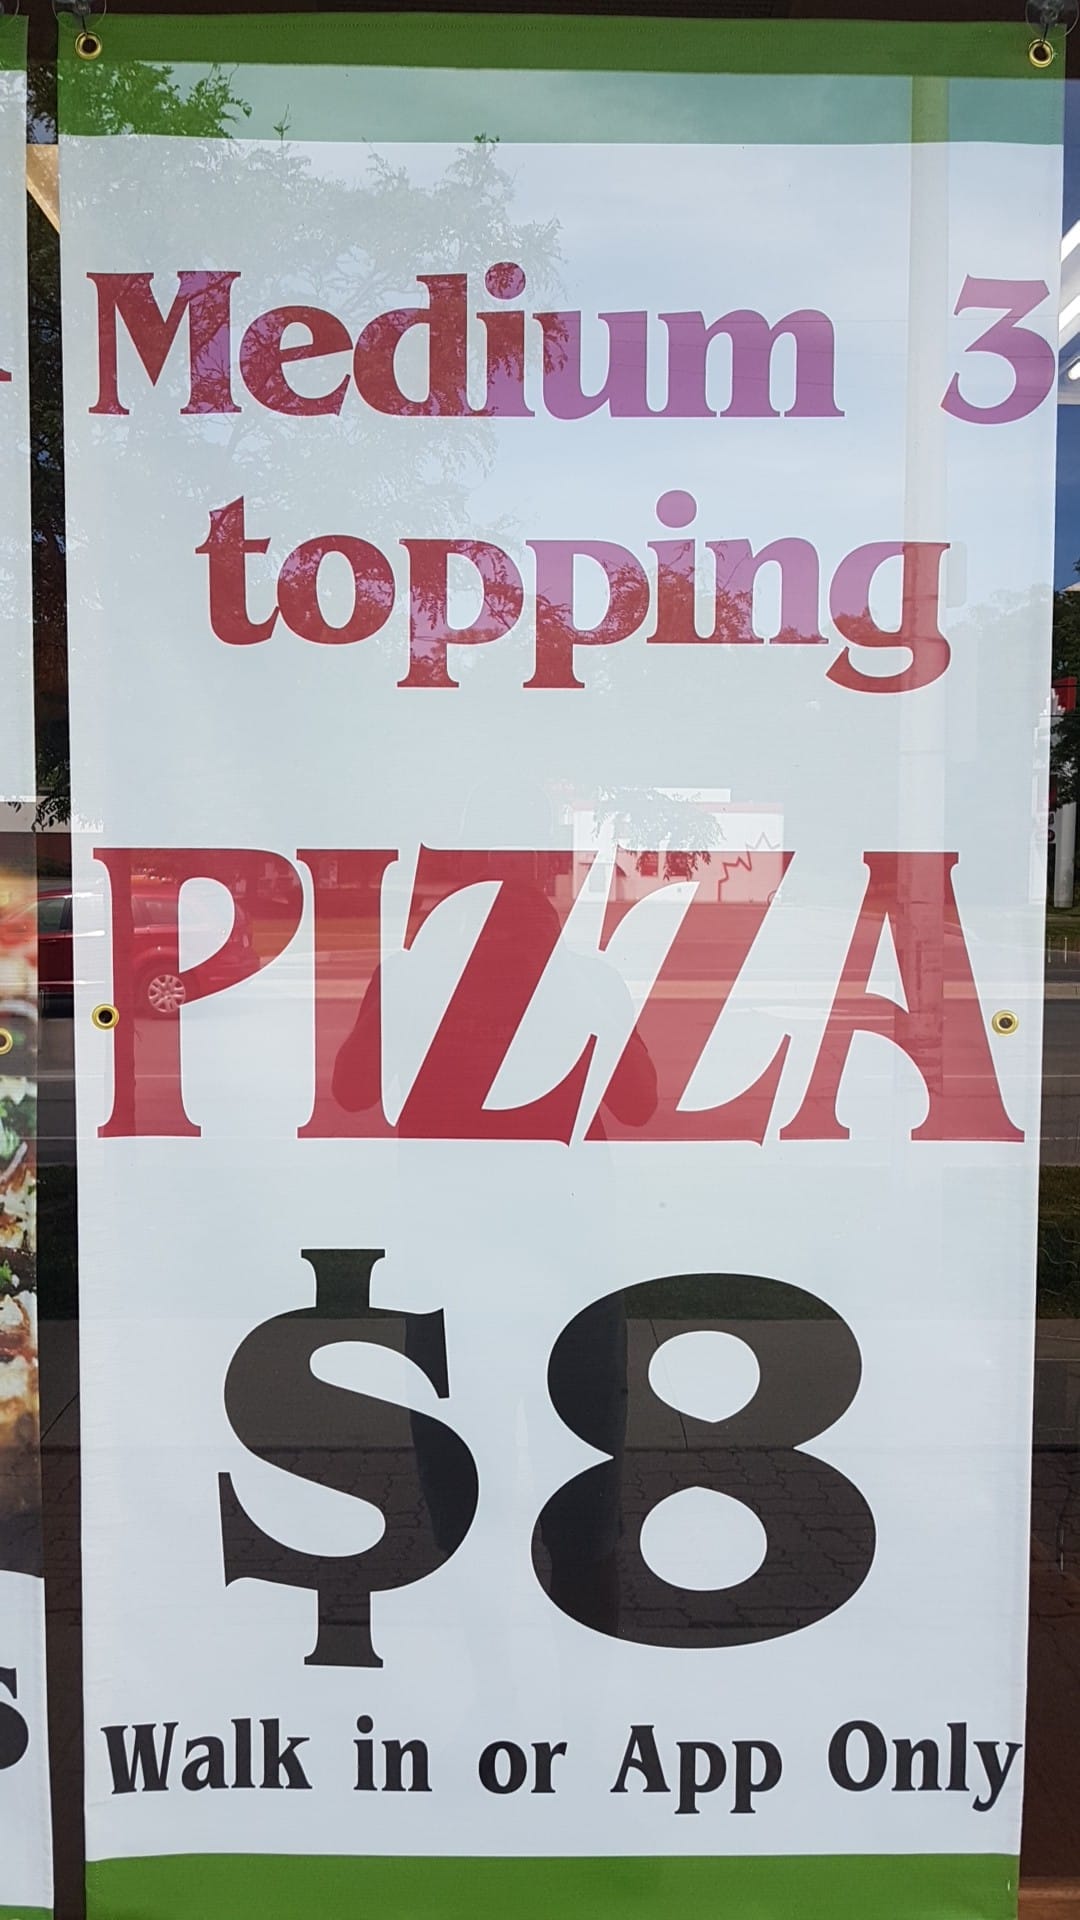 Medium 3
topping
PIZZA
$8
Walk in or App Only